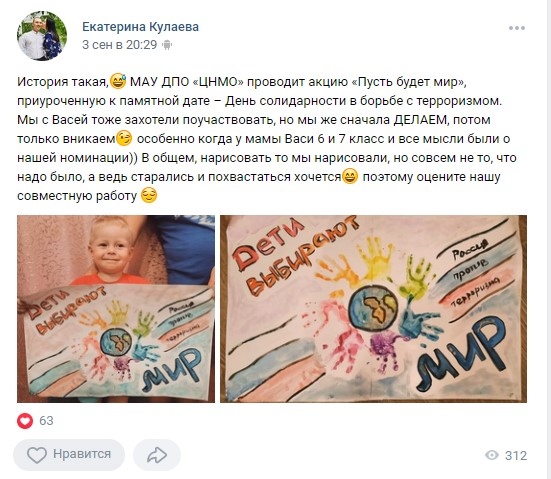 Екатерина Кулаева
3 сен в 20:29
История такая,😅 МАУ ДПО «ЦНМО» проводит акцию «Пусть будет мир»,
приуроченную к памятной дате – День солидарности в борьбе с терроризмом.
Мы с Васей тоже захотели поучаствовать, но мы же сначала ДЕЛАЕМ, потом
только вникаем😏 особенно когда у мамы Васи 6 и 7 класс и все мысли были о
нашей номинации)) В общем, нарисовать то мы нарисовали, но совсем не то, что
надо было, а ведь старались и похвастаться хочется😄 поэтому оцените нашу
совместную работу😌
Дети
выбирают
Россия
против
терроризма
мир
Дети
выбирают
Россия
против
терроризма
мир
63
Нравится
312